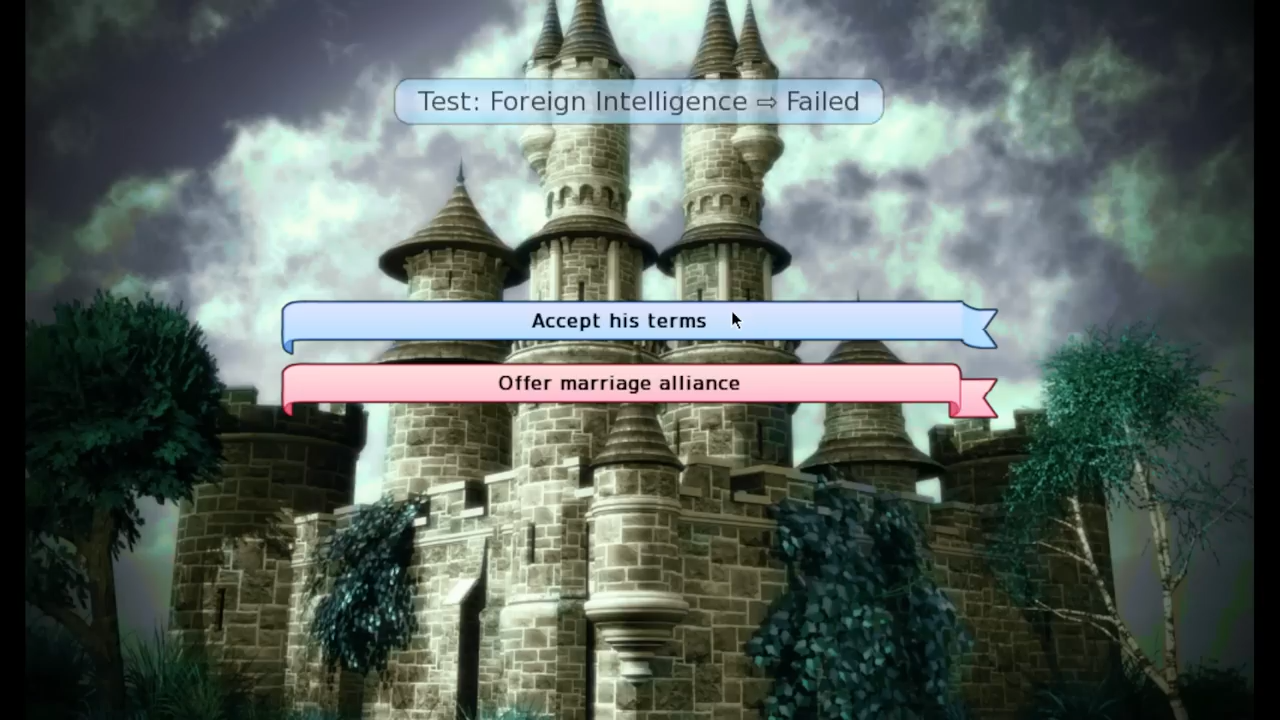 Test: Foreign Intelligence ⇨ Failed
Accept his terms
Offer marriage alliance